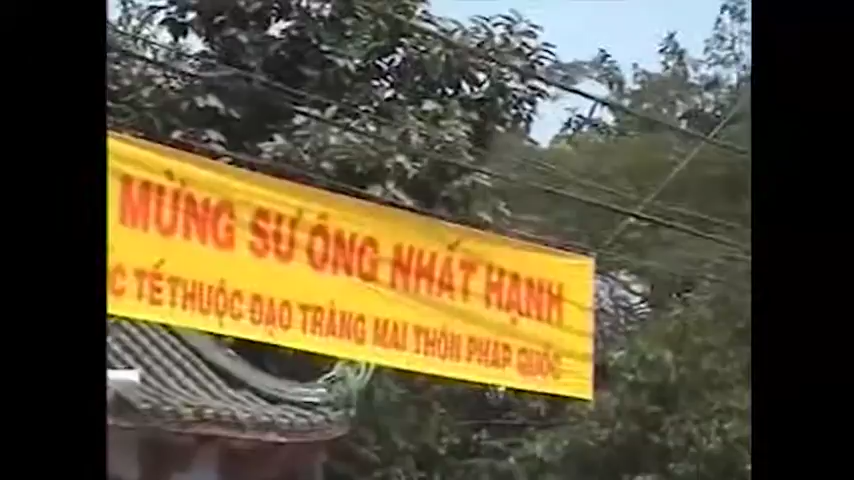 MỪNG SƯ ÔNG NHẤT HẠNH
C TẾ THUỘC ĐẠO TRÀNG MAI THÔN PHÁP QUỐC